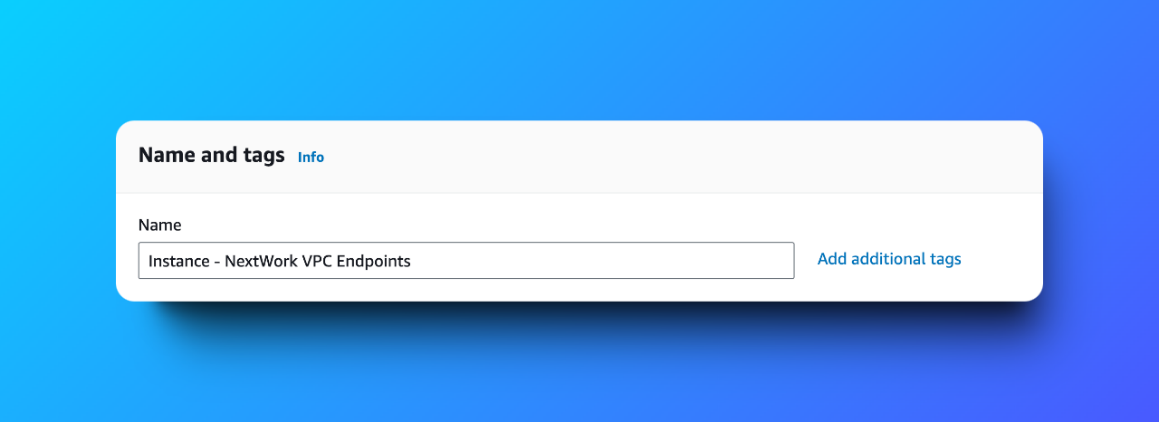 Name and tags Info
Name
Instance - NextWork VPC Endpoints
Add additional tags